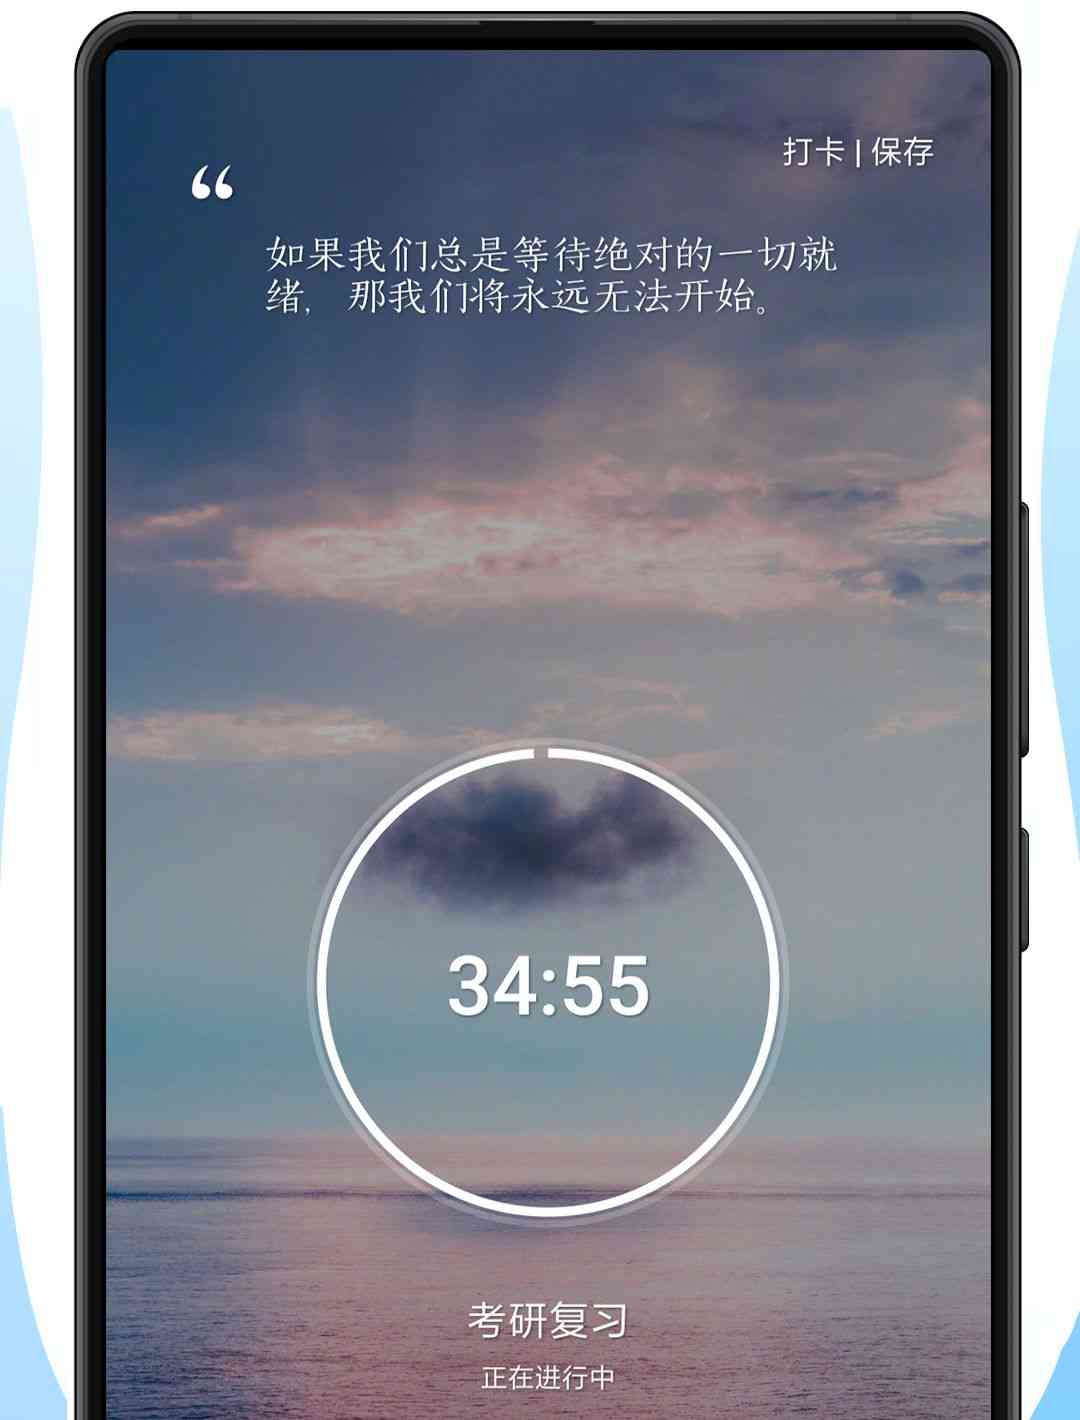 打卡 | 保存
“
如果我们总是等待绝对的一切就
绪，那我们将永远无法开始。
34:55
考研复习
正在进行中